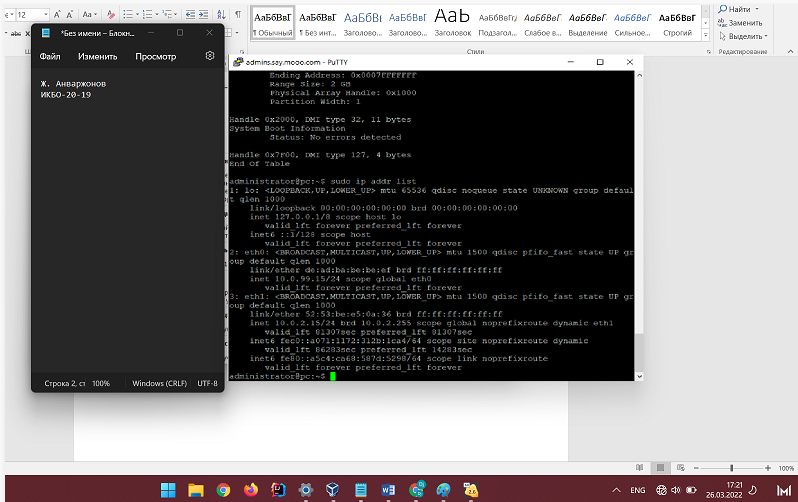 12
Aa
abc
АаБбВвГ
¶ Обычный
АаБбВвГ
¶ Без инт...
АаБбВв
Заголово...
АаБбВвГ
Заголово...
АаБ
Заголовок
АаБбВвГ
Подзагол...
АаБбВвГ
Слабое в...
АаБбВвГ
Выделение
АаБбВвГ
Сильное...
АаБбВвГ
Строгий
Стили
Найти
Заменить
Выделить
Редактирование
*Без имени – Блокн...
Файл Изменить Просмотр
Ж. Анваржонов
ИКБО-20-19
Строка 2, ст 100% Windows (CRLF) UTF-8
admins.say.mooo.com - PuTTY
Ending Address: 0x0007FFFFFFF
Range Size: 2 GB
Physical Array Handle: 0x1000
Partition Width: 1
Handle 0x2000, DMI type 32, 11 bytes
System Boot Information
Status: No errors detected
Handle 0x7F00, DMI type 127, 4 bytes
End Of Table
administrator@pc:~$ sudo ip addr list
1: lo: <LOOPBACK,UP,LOWER_UP> mtu 65536 qdisc noqueue state UNKNOWN group defaul
t qlen 1000
link/loopback 00:00:00:00:00:00 brd 00:00:00:00:00:00
inet 127.0.0.1/8 scope host lo
valid_lft forever preferred_lft forever
inet6 ::1/128 scope host
valid_lft forever preferred_lft forever
2: eth0: <BROADCAST,MULTICAST,UP,LOWER_UP> mtu 1500 qdisc pfifo_fast state UP gr
oup default qlen 1000
link/ether de:ad:ba:be:be:ef brd ff:ff:ff:ff:ff:ff
inet 10.0.99.15/24 scope global eth0
valid_lft forever preferred_lft forever
3: eth1: <BROADCAST,MULTICAST,UP,LOWER_UP> mtu 1500 qdisc pfifo_fast state UP gr
oup default qlen 1000
link/ether 52:53:be:e5:0a:36 brd ff:ff:ff:ff:ff:ff
inet 10.0.2.15/24 brd 10.0.2.255 scope global noprefixroute dynamic eth1
valid_lft 81307sec preferred_lft 81307sec
inet6 fec0::a071:1172:312b:1ca4/64 scope site noprefixroute dynamic
valid_lft 86283sec preferred_lft 14283sec
inet6 fe80::a5c4:ca68:587d:5298/64 scope link noprefixroute
valid_lft forever preferred_lft forever
administrator@pc:~$
100%
ENG
17:21
26.03.2022